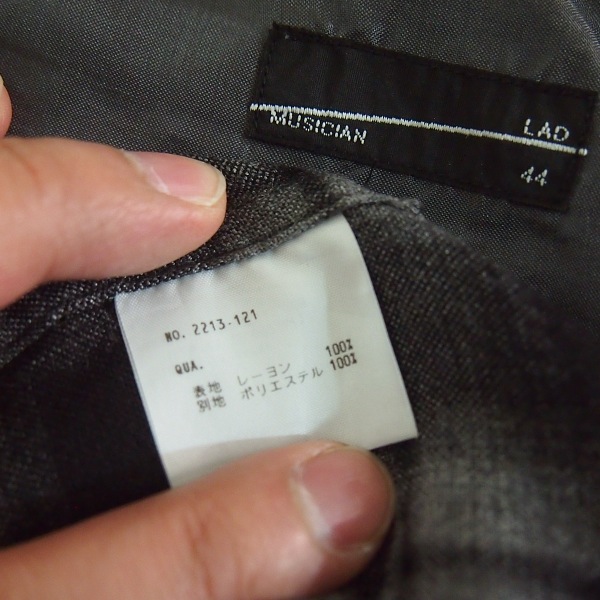 LAD
MUSICIAN
44
NO. 2213-121
QUA.
表地 レーヨン 100%
別地 ポリエステル 100%